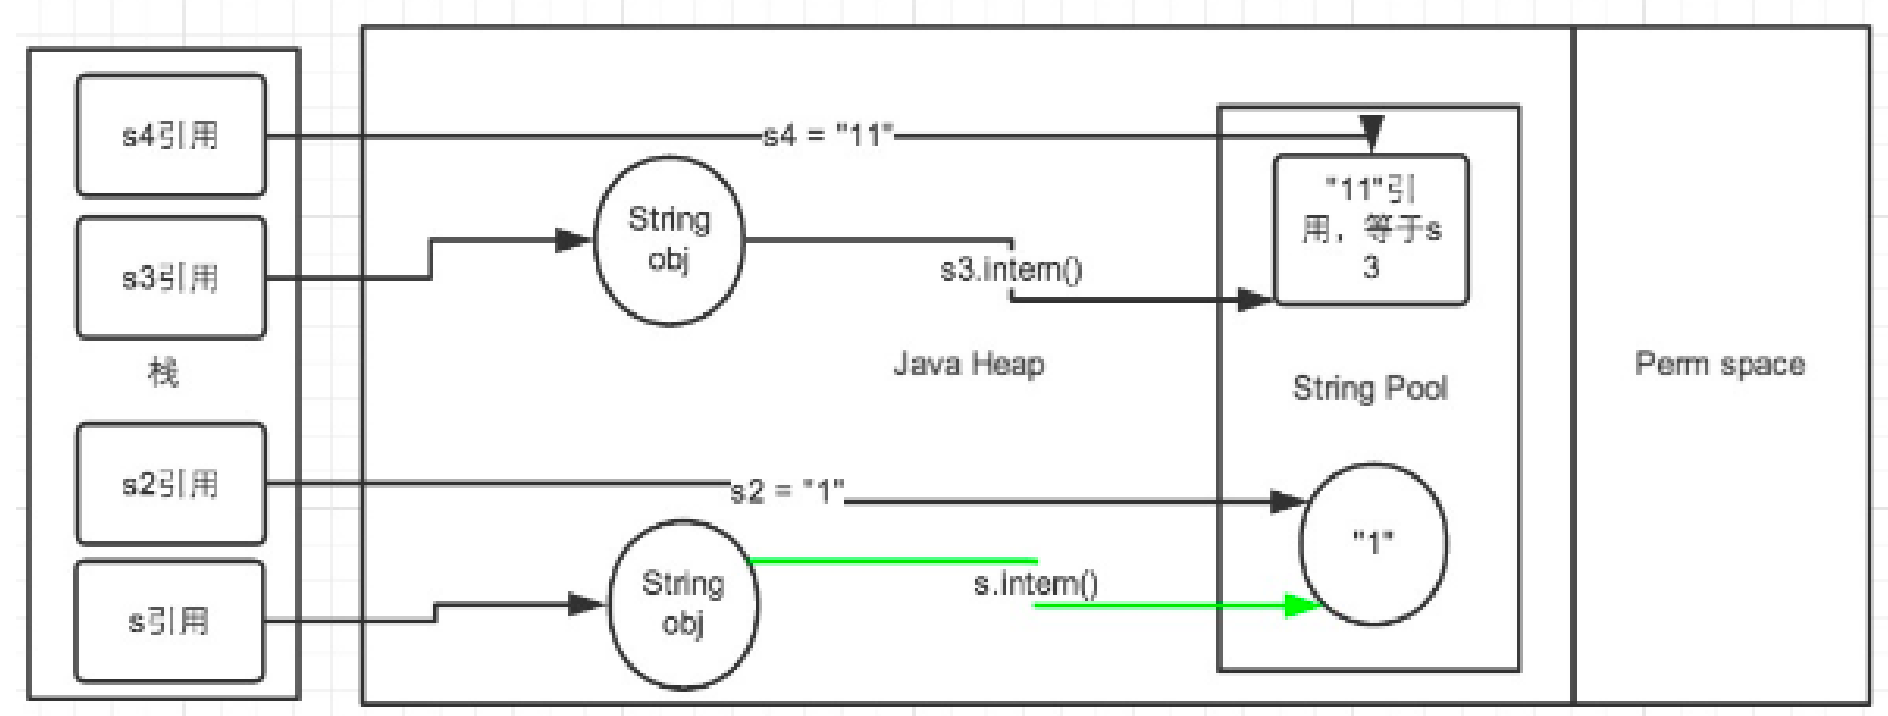 s4引用
s4 = "11"
"11"引
用，等于s
3
String
obj
s3引用
s3.intern()
栈
Java Heap
String Pool
Perm space
s2引用
s2 = "1"
"1"
String
obj
s.intern()
s引用